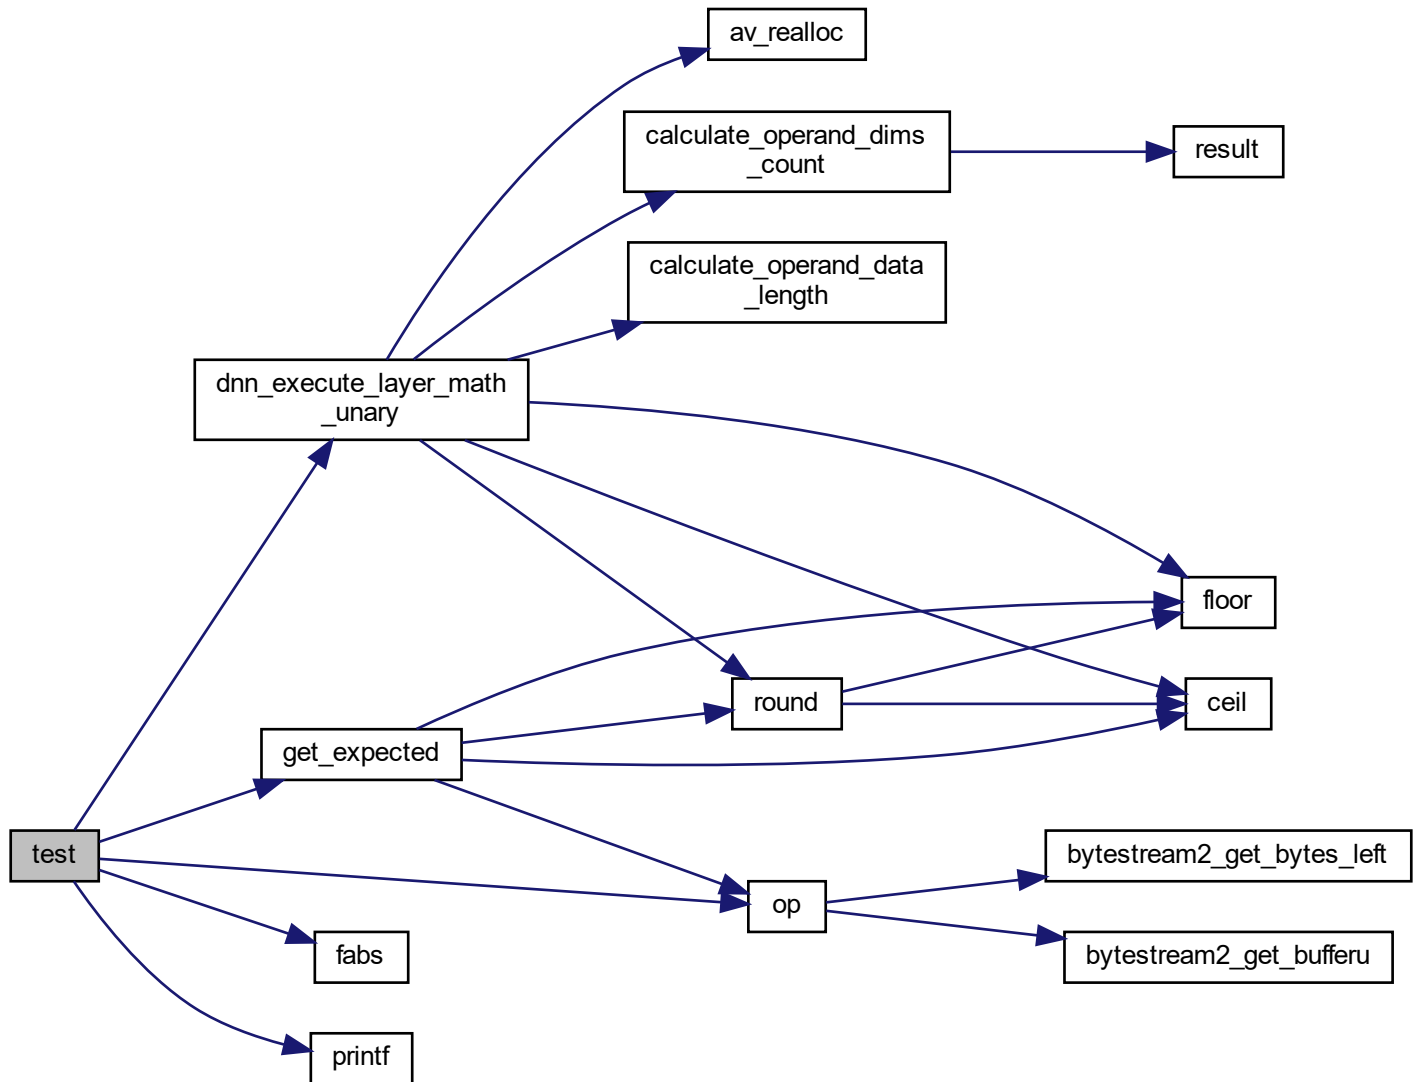 av_realloc
calculate_operand_dims
_count
result
calculate_operand_data
_length
dnn_execute_layer_math
_unary
floor
round
ceil
get_expected
test
bytestream2_get_bytes_left
op
fabs
bytestream2_get_bufferu
printf